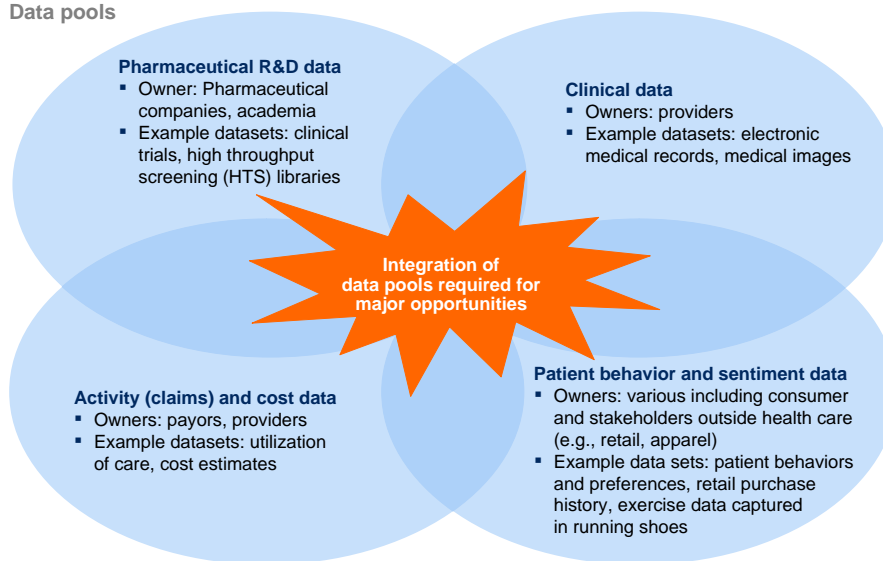 Data pools
Pharmaceutical R&D data
▪ Owner: Pharmaceutical
companies, academia
▪ Example datasets: clinical
trials, high throughput
screening (HTS) libraries
Clinical data
▪ Owners: providers
▪ Example datasets: electronic
medical records, medical images
Integration of
data pools required for
major opportunities
Activity (claims) and cost data
▪ Owners: payors, providers
▪ Example datasets: utilization
of care, cost estimates
Patient behavior and sentiment data
▪ Owners: various including consumer
and stakeholders outside health care
(e.g., retail, apparel)
▪ Example data sets: patient behaviors
and preferences, retail purchase
history, exercise data captured
in running shoes